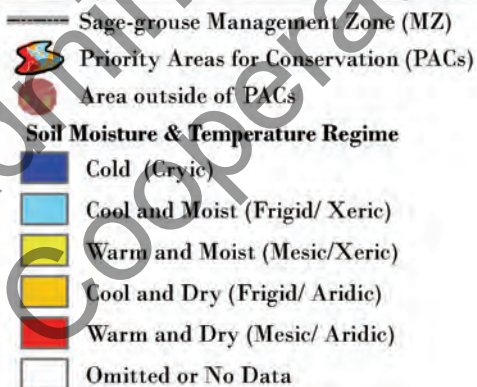 Sage-grouse Management Zone (MZ)
Priority Areas for Conservation (PACs)
Area outside of PACs
Soil Moisture & Temperature Regime
Cold (Cryic)
Cool and Moist (Frigid/ Xeric)
Warm and Moist (Mesic/Xeric)
Cool and Dry (Frigid/ Aridic)
Warm and Dry (Mesic/ Aridic)
Omitted or No Data